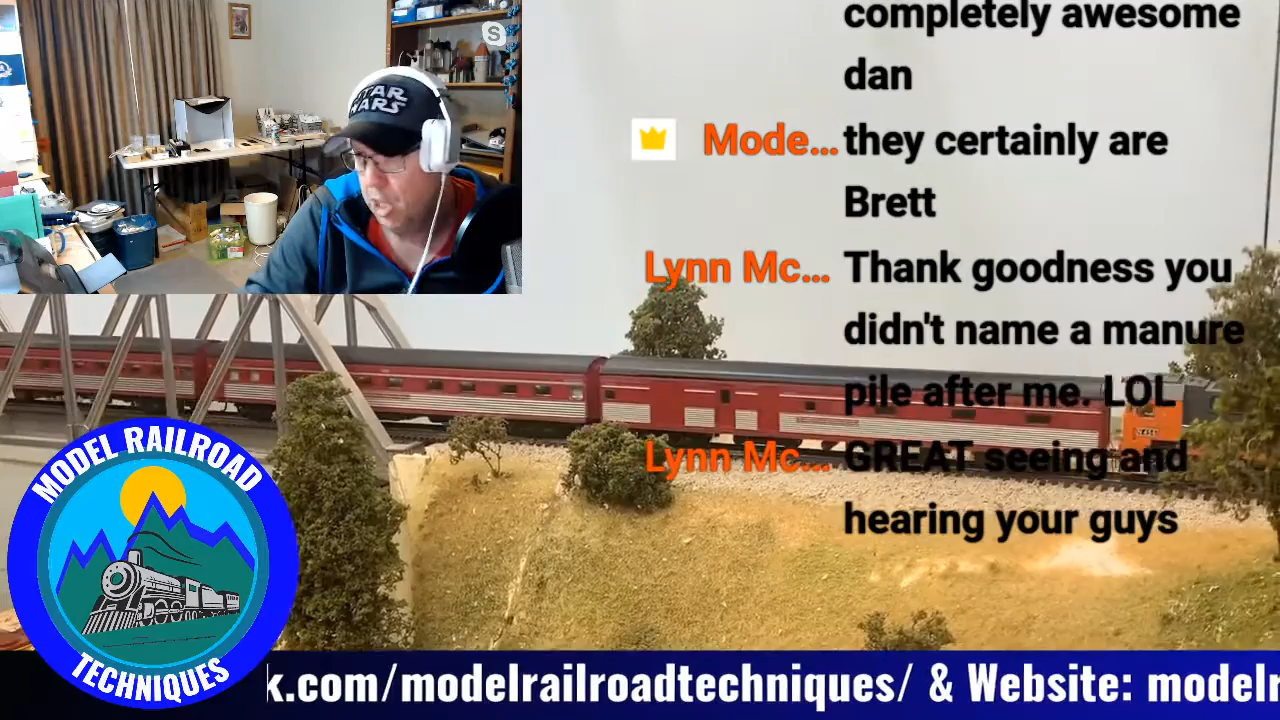 completely awesome
dan
Mode... they certainly are
Brett
Lynn Mc... Thank goodness you
didn't name a manure
pile after me. LOL
Lynn Mc... GREAT seeing and
hearing your guys
STAR
WARS
S
MODEL RAILROAD
TECHNIQUES
k.com/modelrailroadtechniques/ & Website: modelr